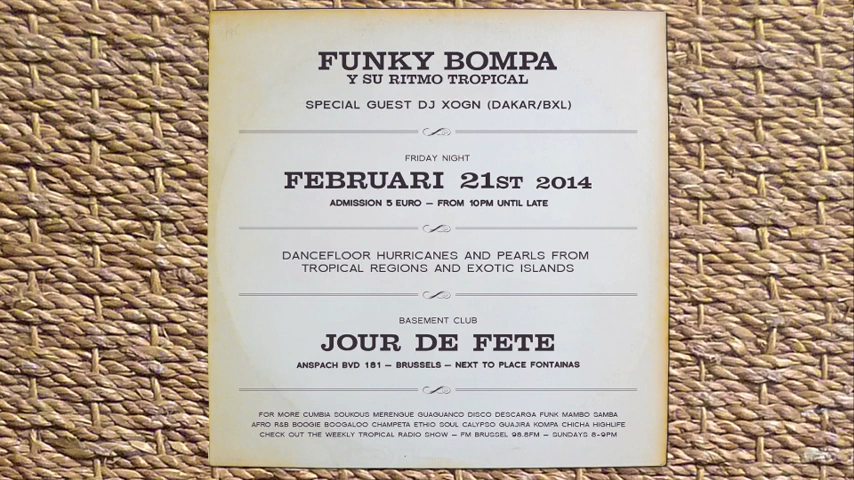 FUNKY BOMPA
Y SU RITMO TROPICAL
SPECIAL GUEST DJ XOGN (DAKAR/BXL)
FRIDAY NIGHT
FEBRUARI 21ST 2014
ADMISSION 5 EURO – FROM 10PM UNTIL LATE
DANCEFLOOR HURRICANES AND PEARLS FROM
TROPICAL REGIONS AND EXOTIC ISLANDS
BASEMENT CLUB
JOUR DE FETE
ANSPACH BVD 181 – BRUSSELS – NEXT TO PLACE FONTAINAS
FOR MORE CUMBIA SOUKOUS MERENGUE GUAGUANCO DISCO DESCARGA FUNK MAMBO SAMBA
AFRO R&B BOOGIE BOOGALOO CHAMPETA ETHIO SOUL CALYPSO GUAJIRA KOMPA CHICHA HIGHLIFE
CHECK OUT THE WEEKLY TROPICAL RADIO SHOW – FM BRUSSEL 98.8FM – SUNDAYS 8-9PM